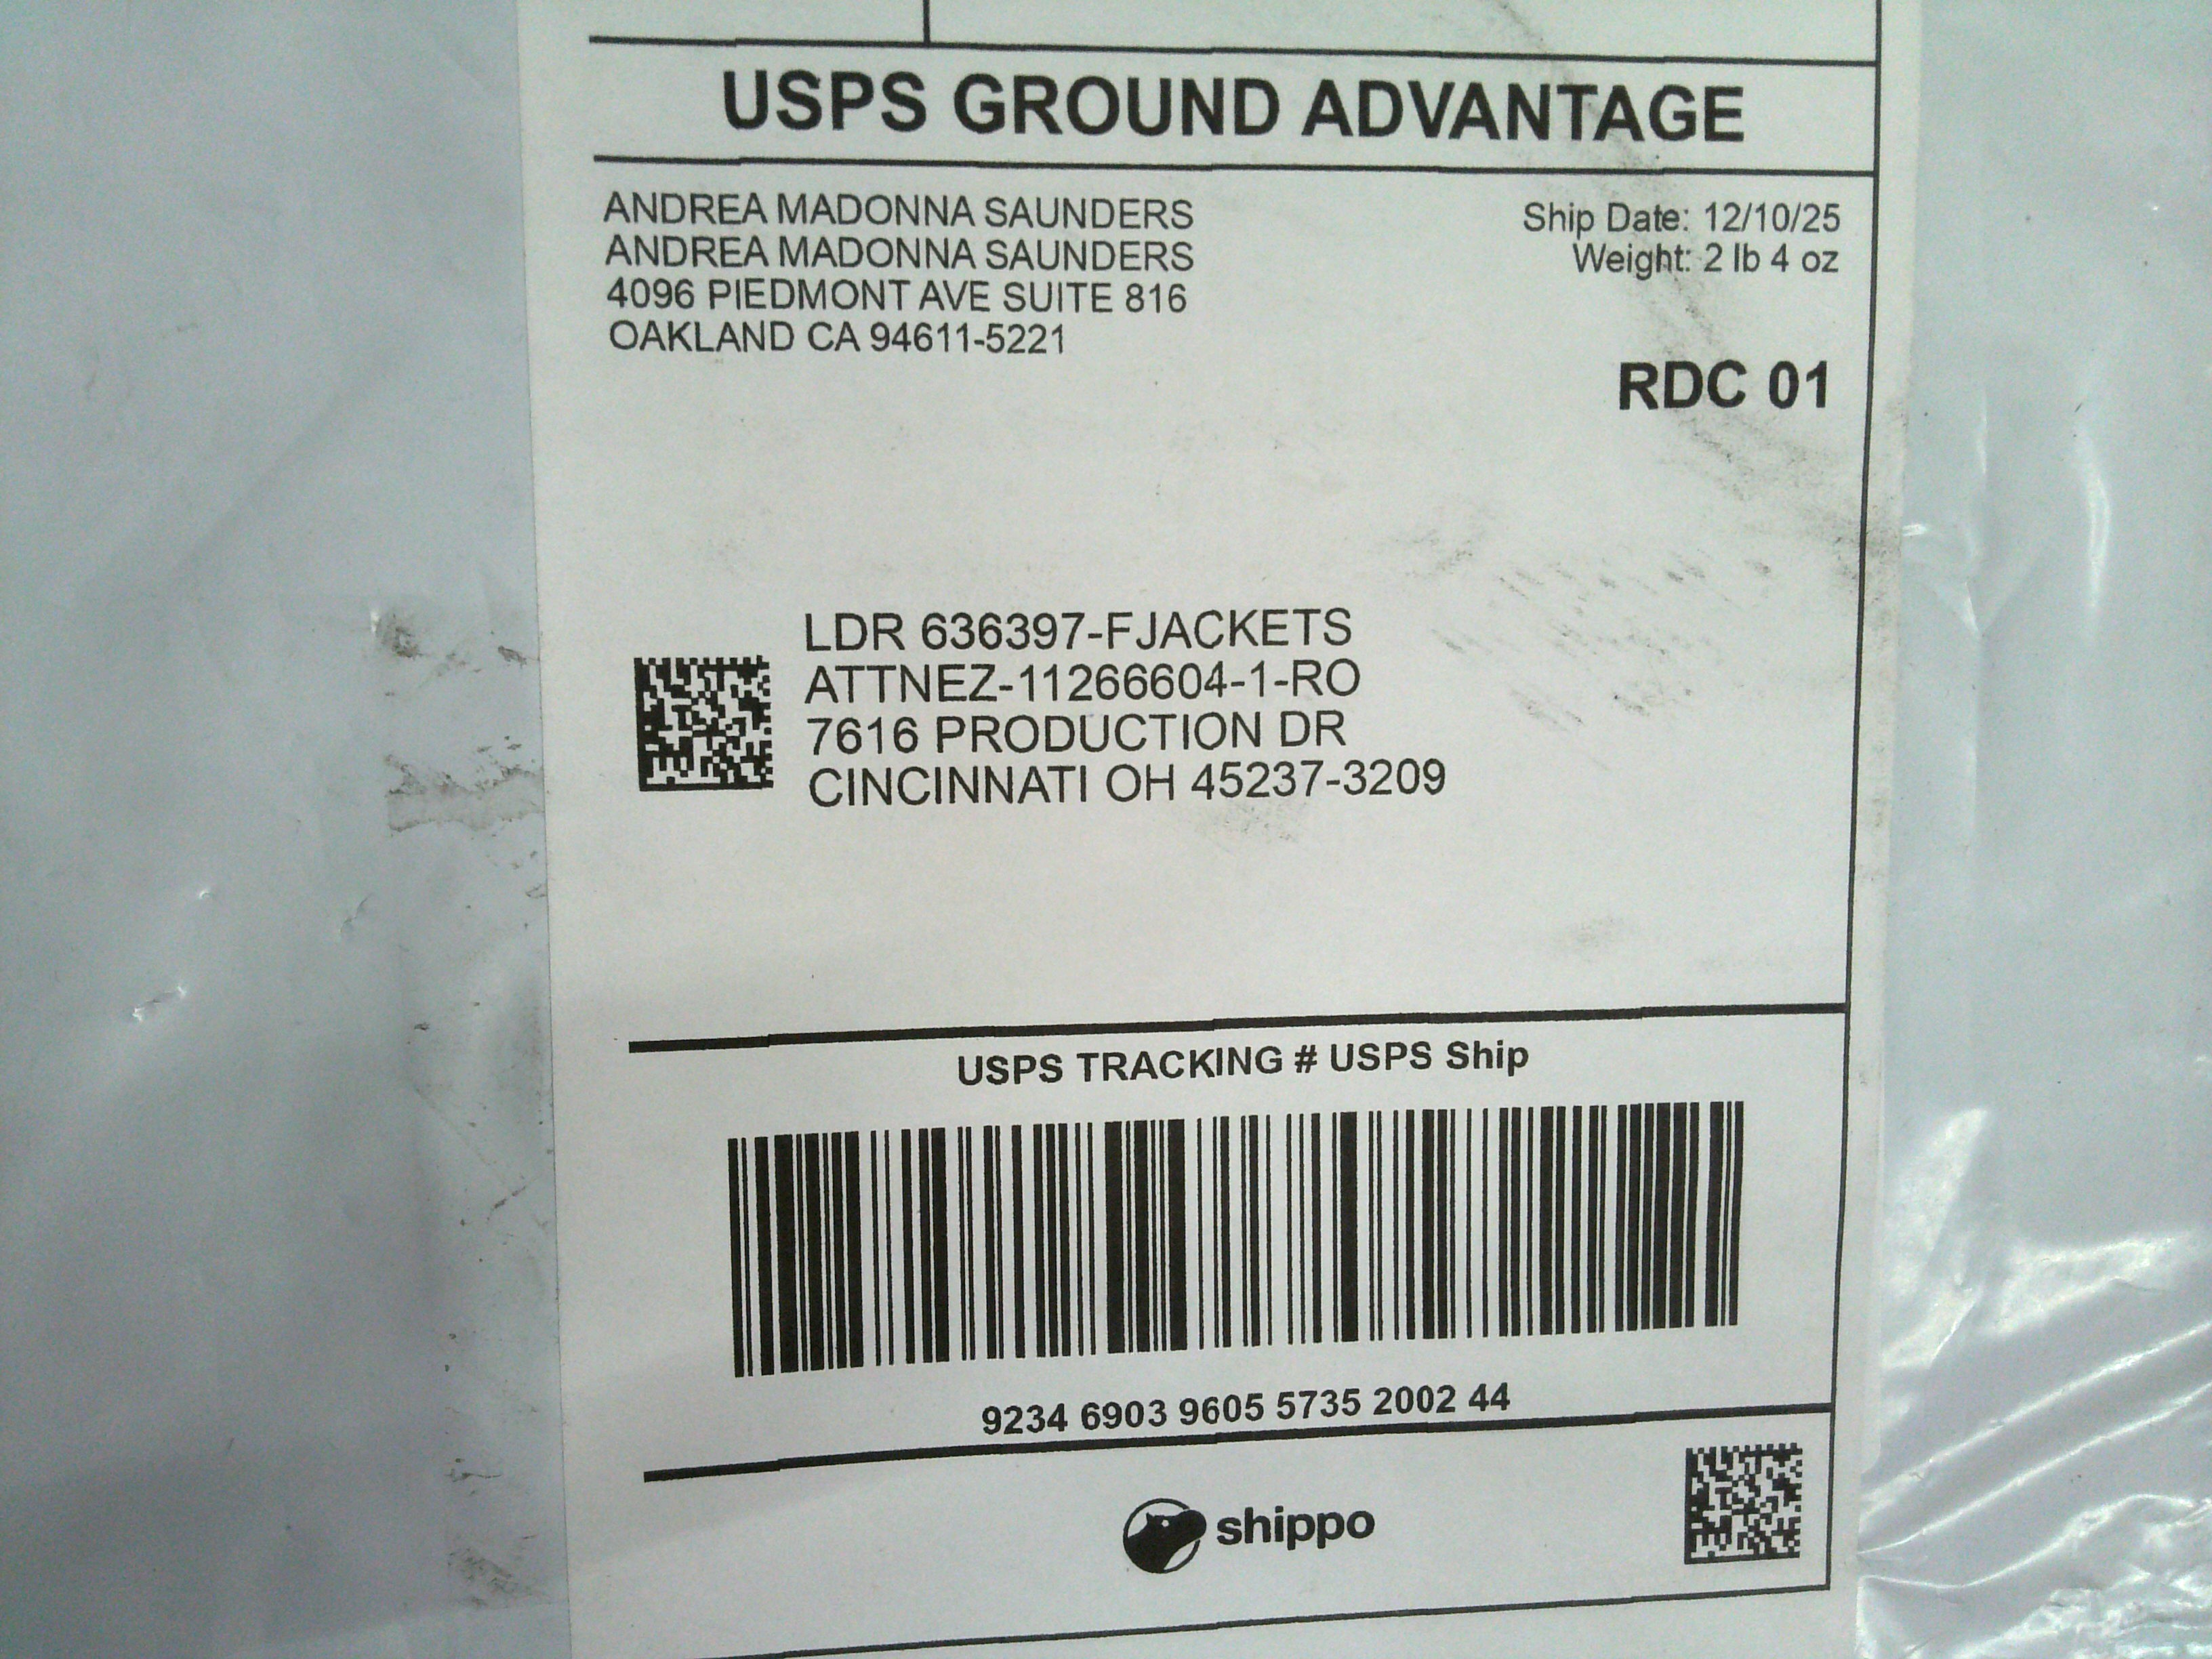 USPS GROUND ADVANTAGE
ANDREA MADONNA SAUNDERS
ANDREA MADONNA SAUNDERS
4096 PIEDMONT AVE SUITE 816
OAKLAND CA 94611-5221
Ship Date: 12/10/25
Weight: 2 lb 4 oz
RDC 01
LDR 636397-FJACKETS
ATTNEZ-11266604-1-RO
7616 PRODUCTION DR
CINCINNATI OH 45237-3209
USPS TRACKING # USPS Ship
9234 6903 9605 5735 2002 44
shippo